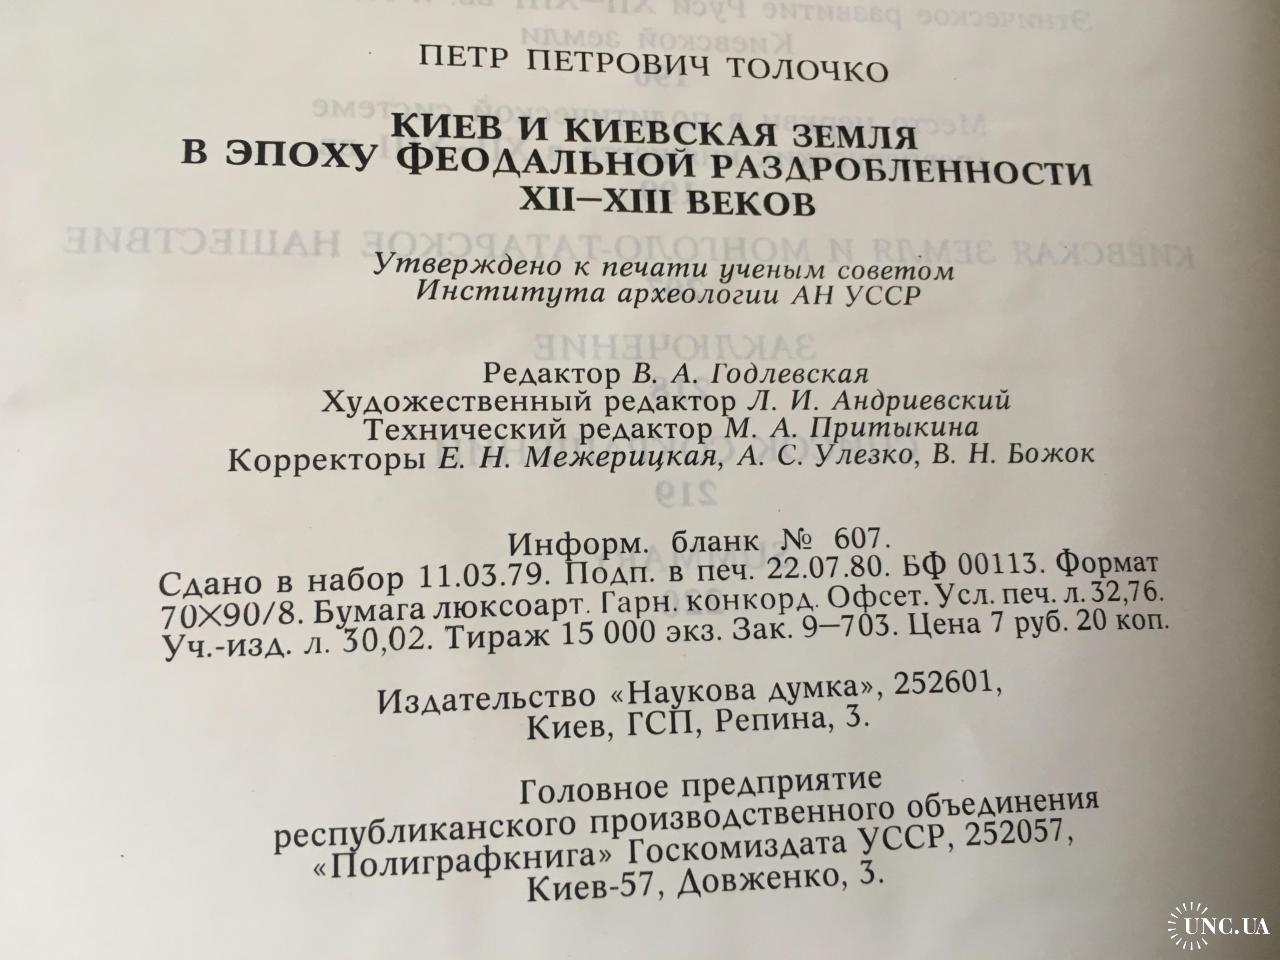 ПЕТР ПЕТРОВИЧ ТОЛОЧКО
КИЕВ И КИЕВСКАЯ ЗЕМЛЯ
В ЭПОХУ ФЕОДАЛЬНОЙ РАЗДРОБЛЕННОСТИ
XII—XIII ВЕКОВ
Утверждено к печати ученым советом
Института археологии АН УССР
Редактор В. А. Годлевская
Художественный редактор Л. И. Андриевский
Технический редактор М. А. Притыкина
Корректоры Е. Н. Межерицкая, А. С. Улезко, В. Н. Божок
Информ. бланк № 607.
Сдано в набор 11.03.79. Подп. в печ. 22.07.80. БФ 00113. Формат
70×90/8. Бумага люксоарт. Гарн. конкорд. Офсет. Усл. печ. л. 32,76.
Уч.-изд. л. 30,02. Тираж 15 000 экз. Зак. 9—703. Цена 7 руб. 20 коп.
Издательство «Наукова думка», 252601,
Киев, ГСП, Репина, 3.
Головное предприятие
республиканского производственного объединения
«Полиграфкнига» Госкомиздата УССР, 252057,
Киев-57, Довженко, 3.
UNC.UA